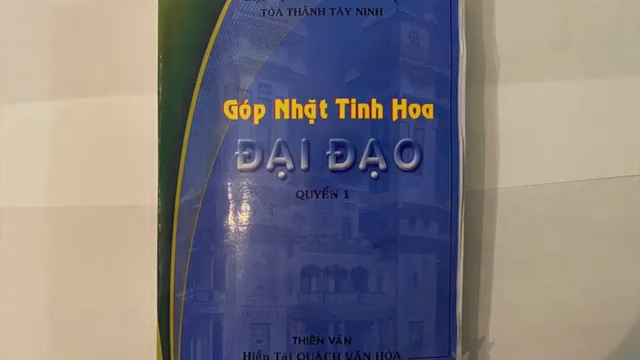 TÒA THÁNH TÂY NINH
Góp Nhặt Tinh Hoa
ĐẠI ĐẠO
QUYỂN 1
THIÊN VÂN
Hiền Tài QUÁCH VĂN HÒA